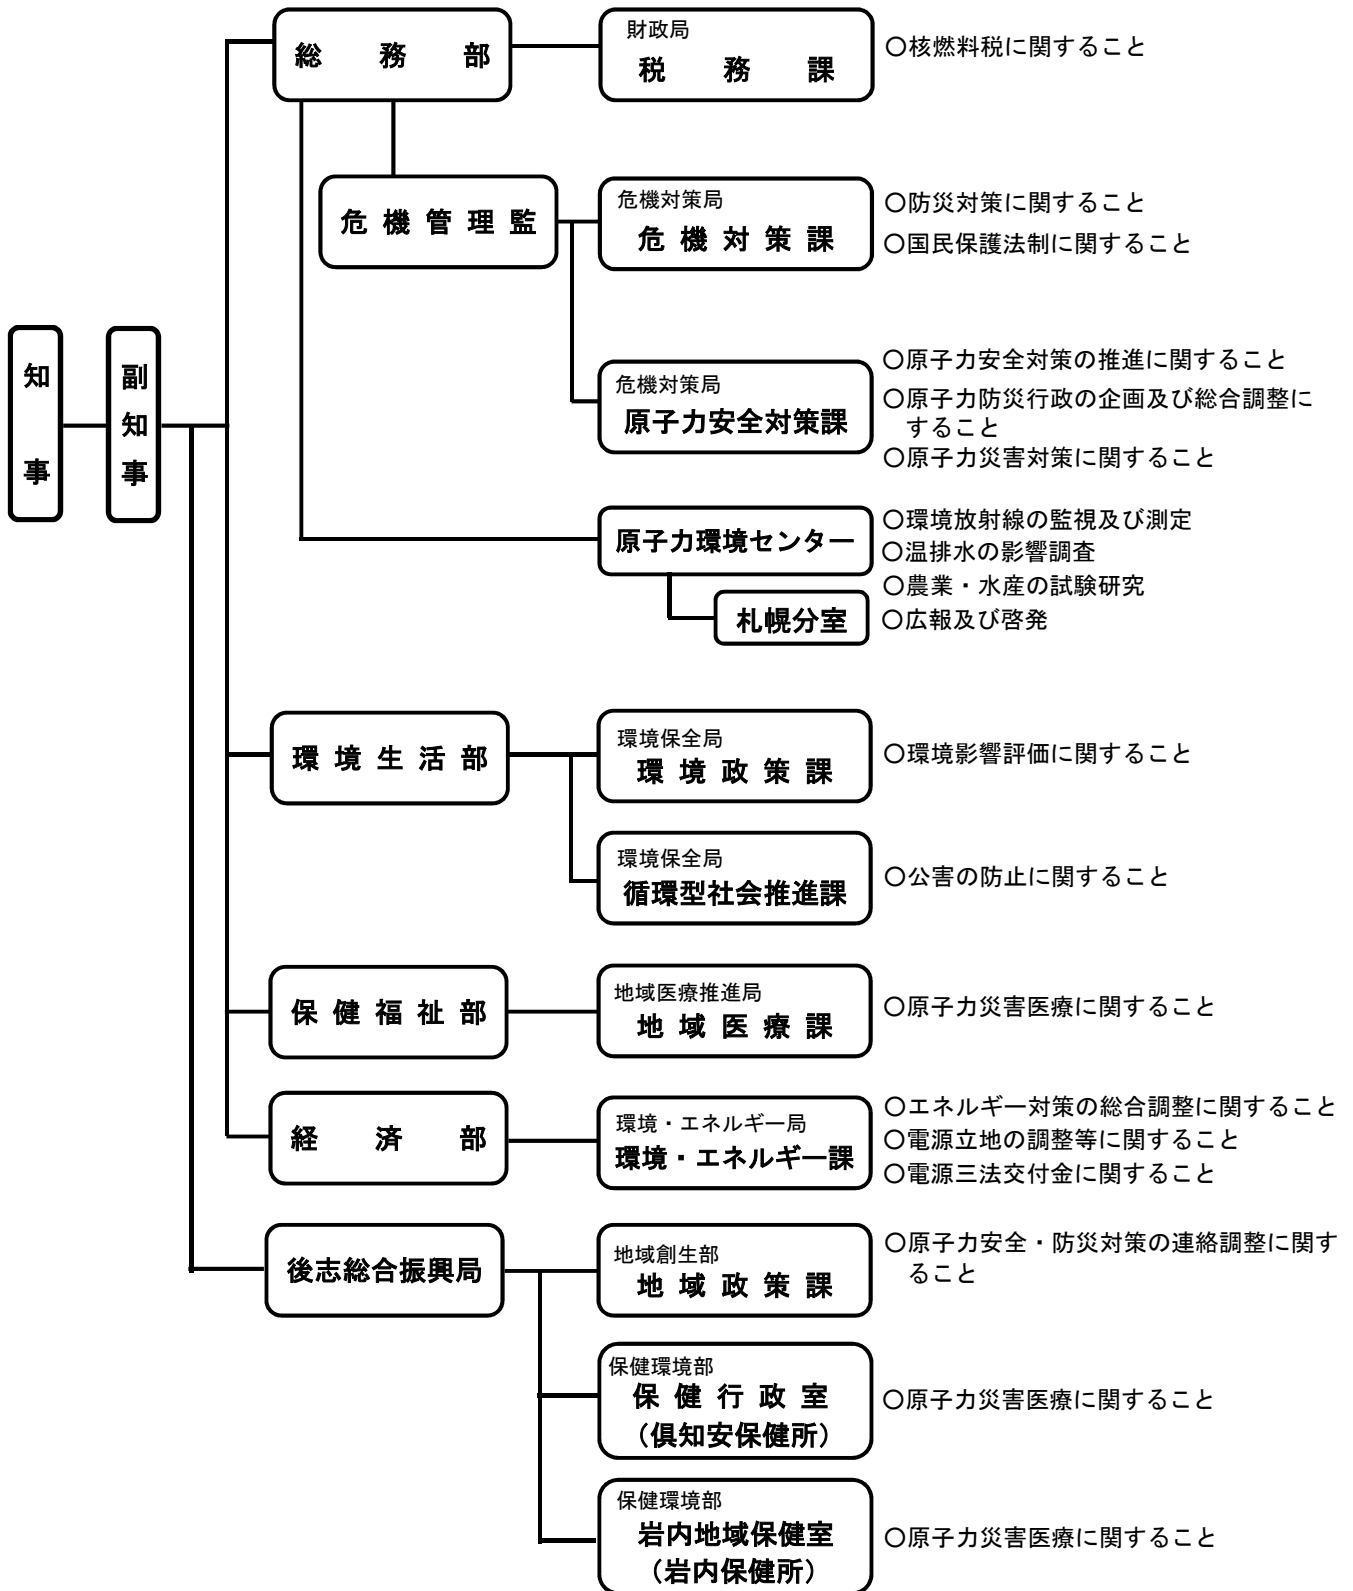 総務部
財政局
税務課
○核燃料税に関すること
危機管理監
危機対策局
危機対策課
○防災対策に関すること
○国民保護法制に関すること
知事
副知事
危機対策局
原子力安全対策課
○原子力安全対策の推進に関すること
○原子力防災行政の企画及び総合調整に
すること
○原子力災害対策に関すること
原子力環境センター
札幌分室
○環境放射線の監視及び測定
○温排水の影響調査
○農業・水産の試験研究
○広報及び啓発
環境生活部
環境保全局
環境政策課
○環境影響評価に関すること
環境保全局
循環型社会推進課
○公害の防止に関すること
保健福祉部
地域医療推進局
地域医療課
○原子力災害医療に関すること
経済部
環境・エネルギー局
環境・エネルギー課
○エネルギー対策の総合調整に関すること
○電源立地の調整等に関すること
○電源三法交付金に関すること
後志総合振興局
地域創生部
地域政策課
○原子力安全・防災対策の連絡調整に関す
ること
保健環境部
保健行政室
（倶知安保健所）
○原子力災害医療に関すること
保健環境部
岩内地域保健室
（岩内保健所）
○原子力災害医療に関すること